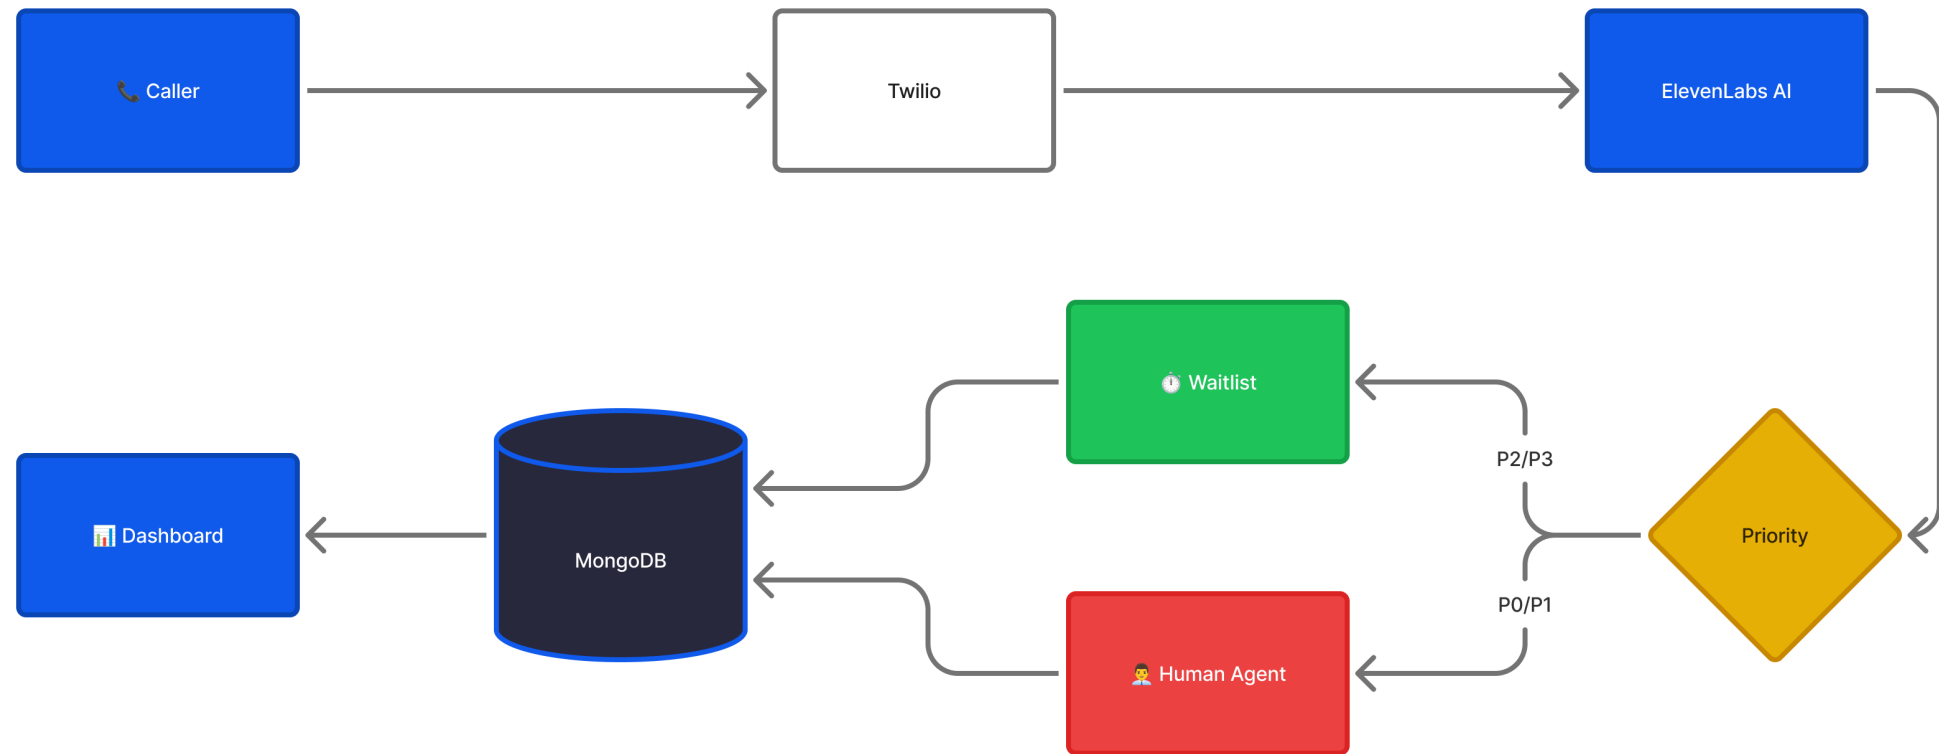 📞 Caller
Twilio
ElevenLabs AI
⏱️ Waitlist
P2/P3
📊 Dashboard
MongoDB
Priority
P0/P1
👨‍💼 Human Agent